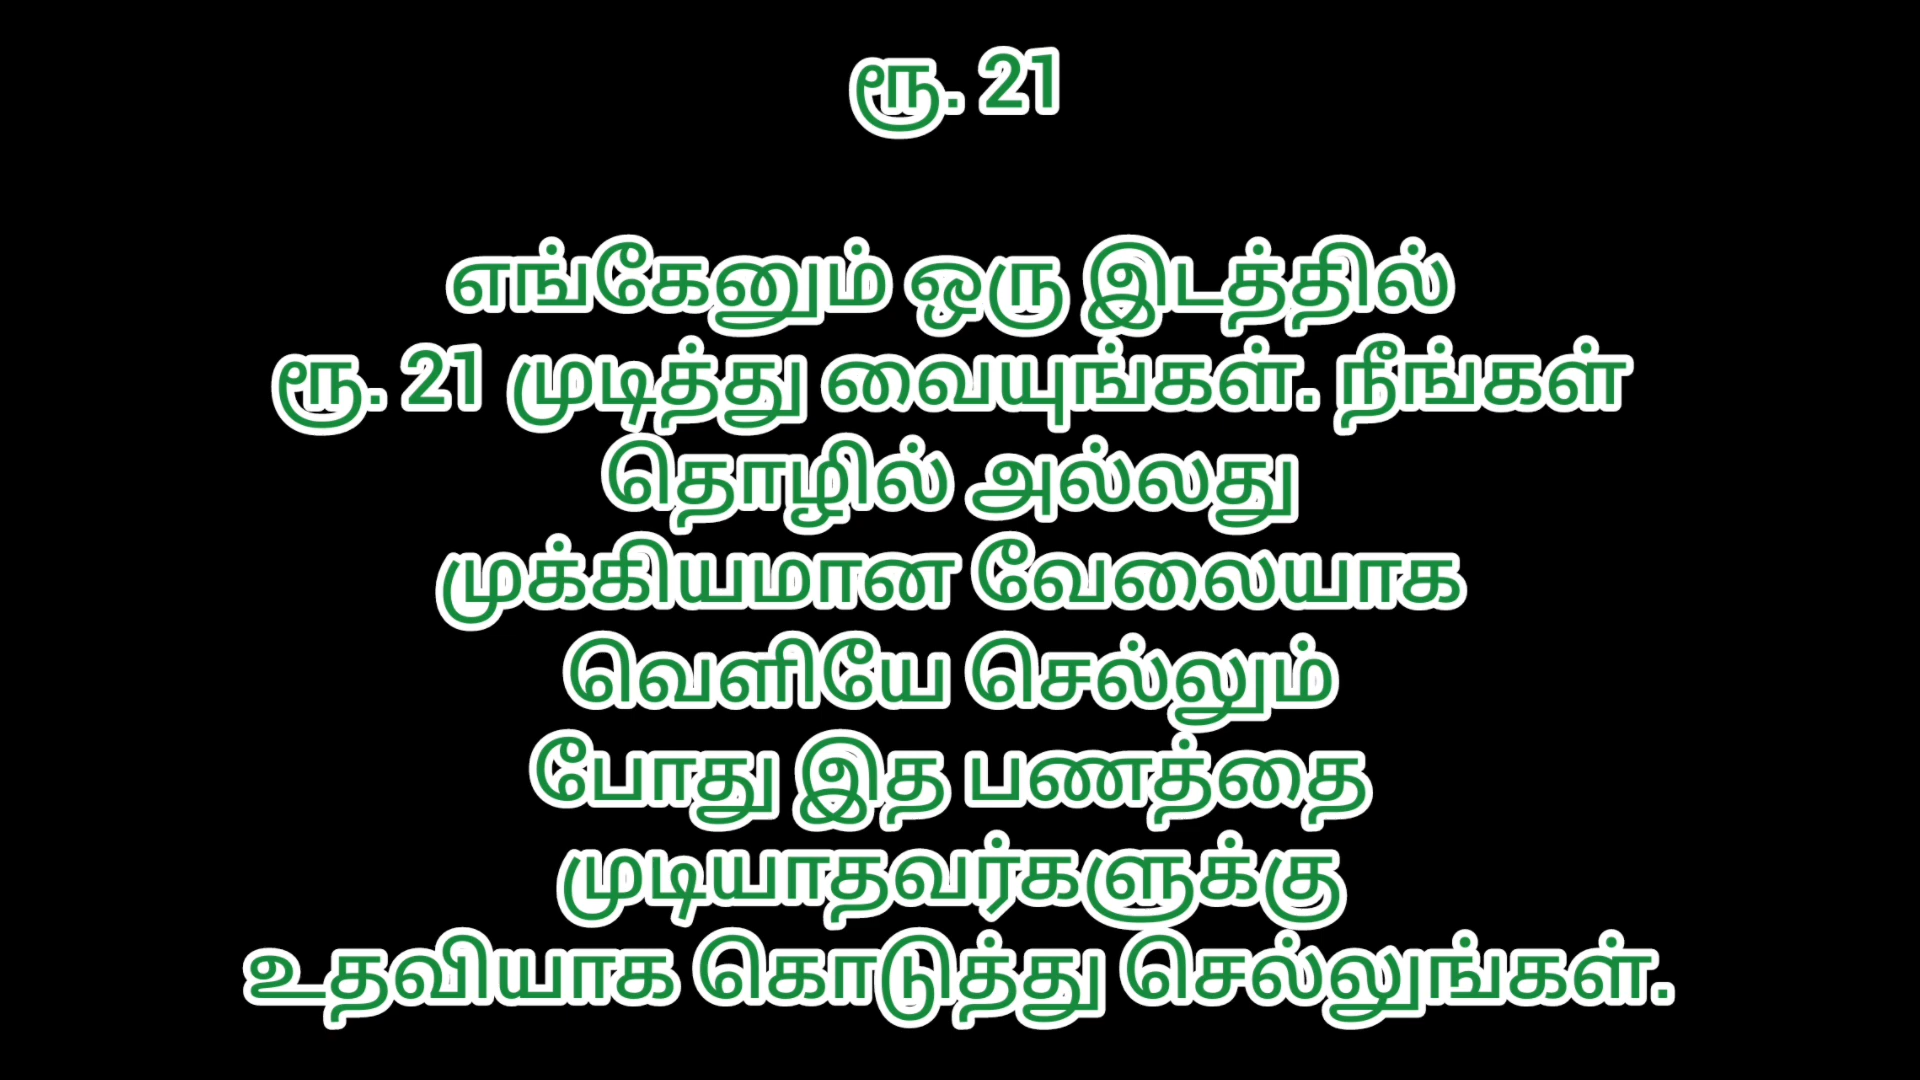 ரூ. 21
எங்கேனும் ஒரு இடத்தில்
ரூ. 21 முடித்து வையுங்கள். நீங்கள்
தொழில் அல்லது
முக்கியமான வேலையாக
வெளியே செல்லும்
போது இத பணத்தை
முடியாதவர்களுக்கு
உதவியாக கொடுத்து செல்லுங்கள்.